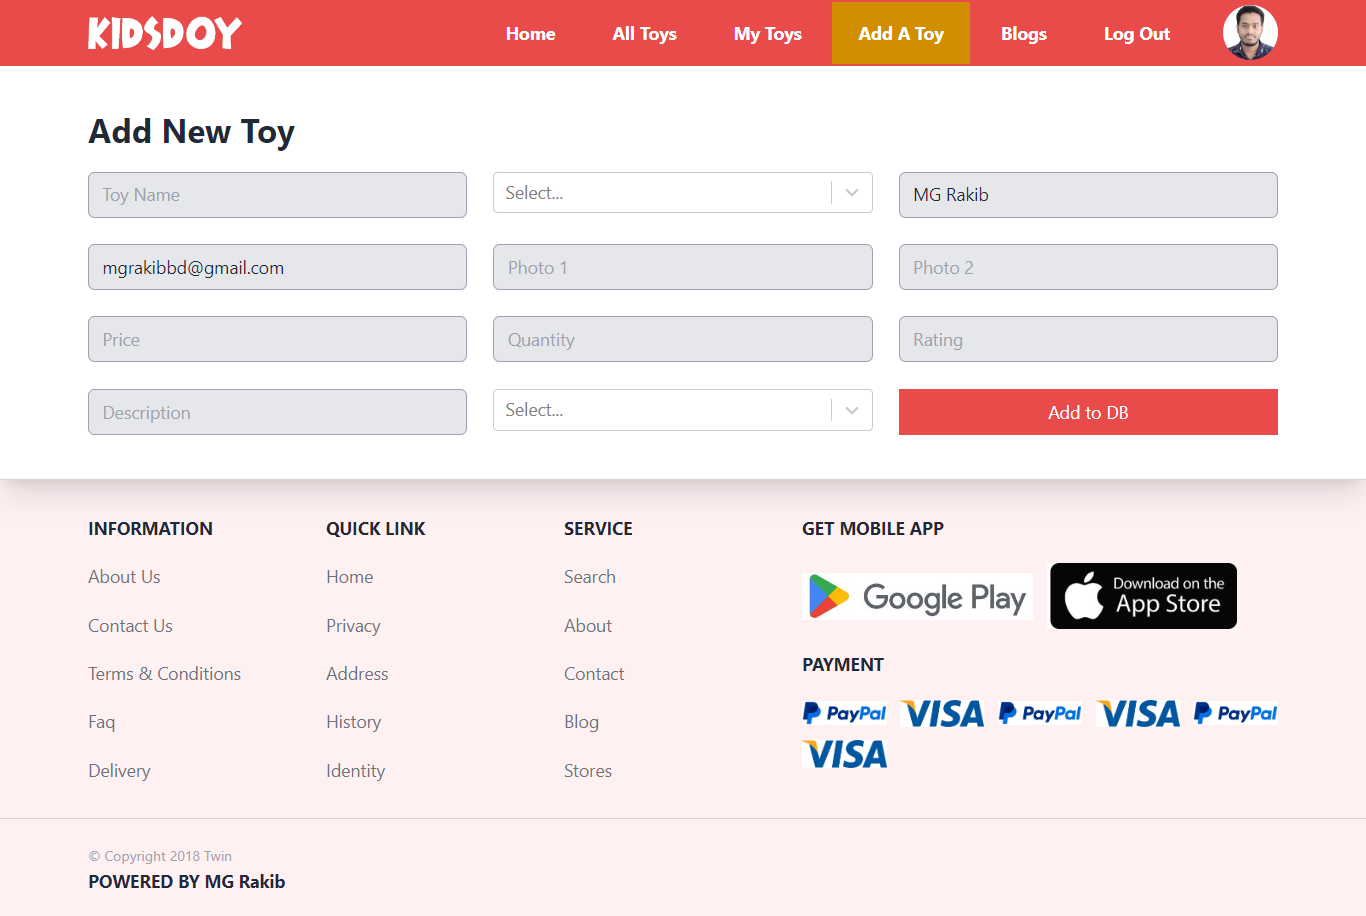 KIDSDOY
Home All Toys My Toys Add A Toy Blogs Log Out
Add New Toy
Toy Name Select... MG Rakib
mgrakibbd@gmail.com Photo 1 Photo 2
Price Quantity Rating
Description Select... Add to DB
INFORMATION
About Us
Contact Us
Terms & Conditions
Faq
Delivery
QUICK LINK
Home
Privacy
Address
History
Identity
SERVICE
Search
About
Contact
Blog
Stores
GET MOBILE APP
Google Play
Download on the
App Store
PAYMENT
PayPal VISA PayPal VISA PayPal
VISA
© Copyright 2018 Twin
POWERED BY MG Rakib